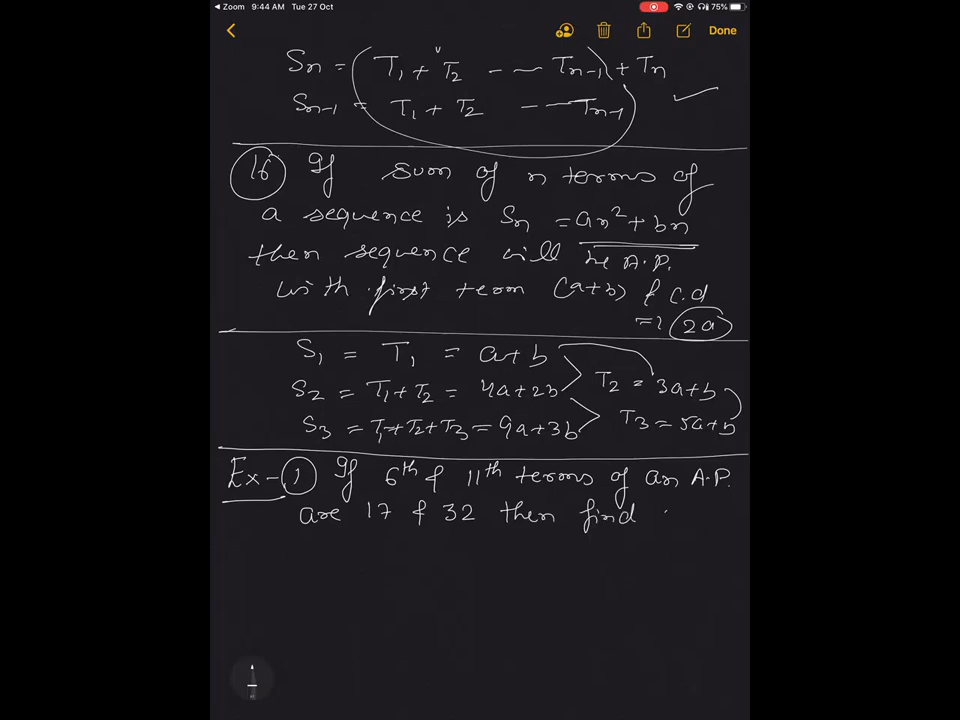 Zoom 9:44 AM Tue 27 Oct 75%
Done
Sn = T1 + T2 -- Tn-1 + Tn
Sn-1 = T1 + T2 -- Tn-1
16 If sum of n terms of
a sequence is Sn = an² + bn
then sequence will be A.P.
with first term (a+b) & c.d
= 2a
S1 = T1 = a+b
S2 = T1+T2 = 4a+2b T2 = 3a+b
S3 = T1+T2+T3 = 9a+3b T3 = 5a+b
Ex-1 If 6th & 11th terms of an A.P.
are 17 & 32 then find